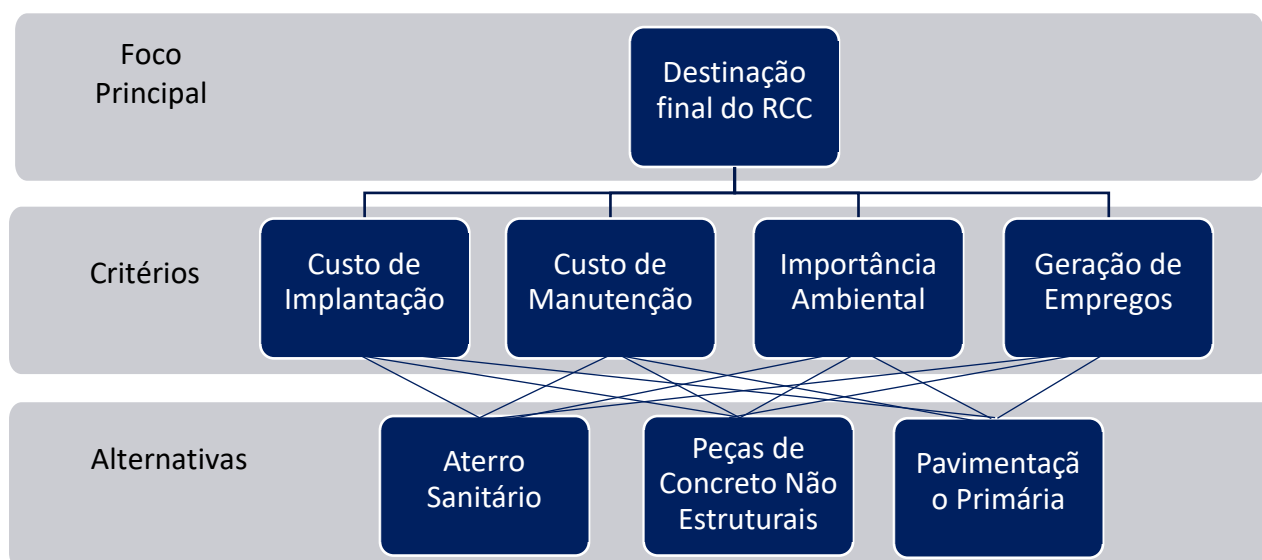 Foco
Principal
Destinação
final do RCC
Critérios
Custo de
Implantação
Custo de
Manutenção
Importância
Ambiental
Geração de
Empregos
Alternativas
Aterro
Sanitário
Peças de
Concreto Não
Estruturais
Pavimentaçã
o Primária